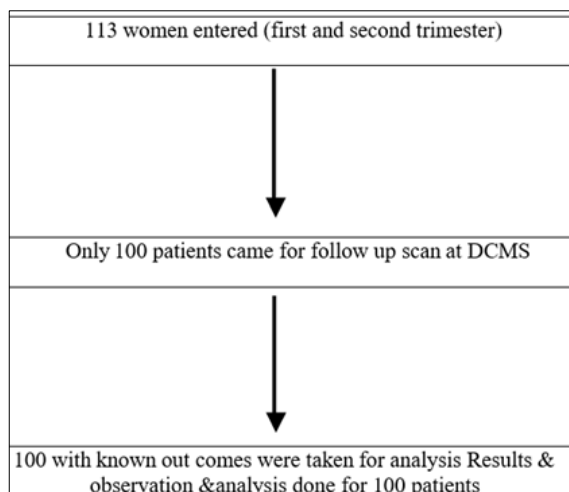 113 women entered (first and second trimester)
Only 100 patients came for follow up scan at DCMS
100 with known out comes were taken for analysis Results &
observation &analysis done for 100 patients